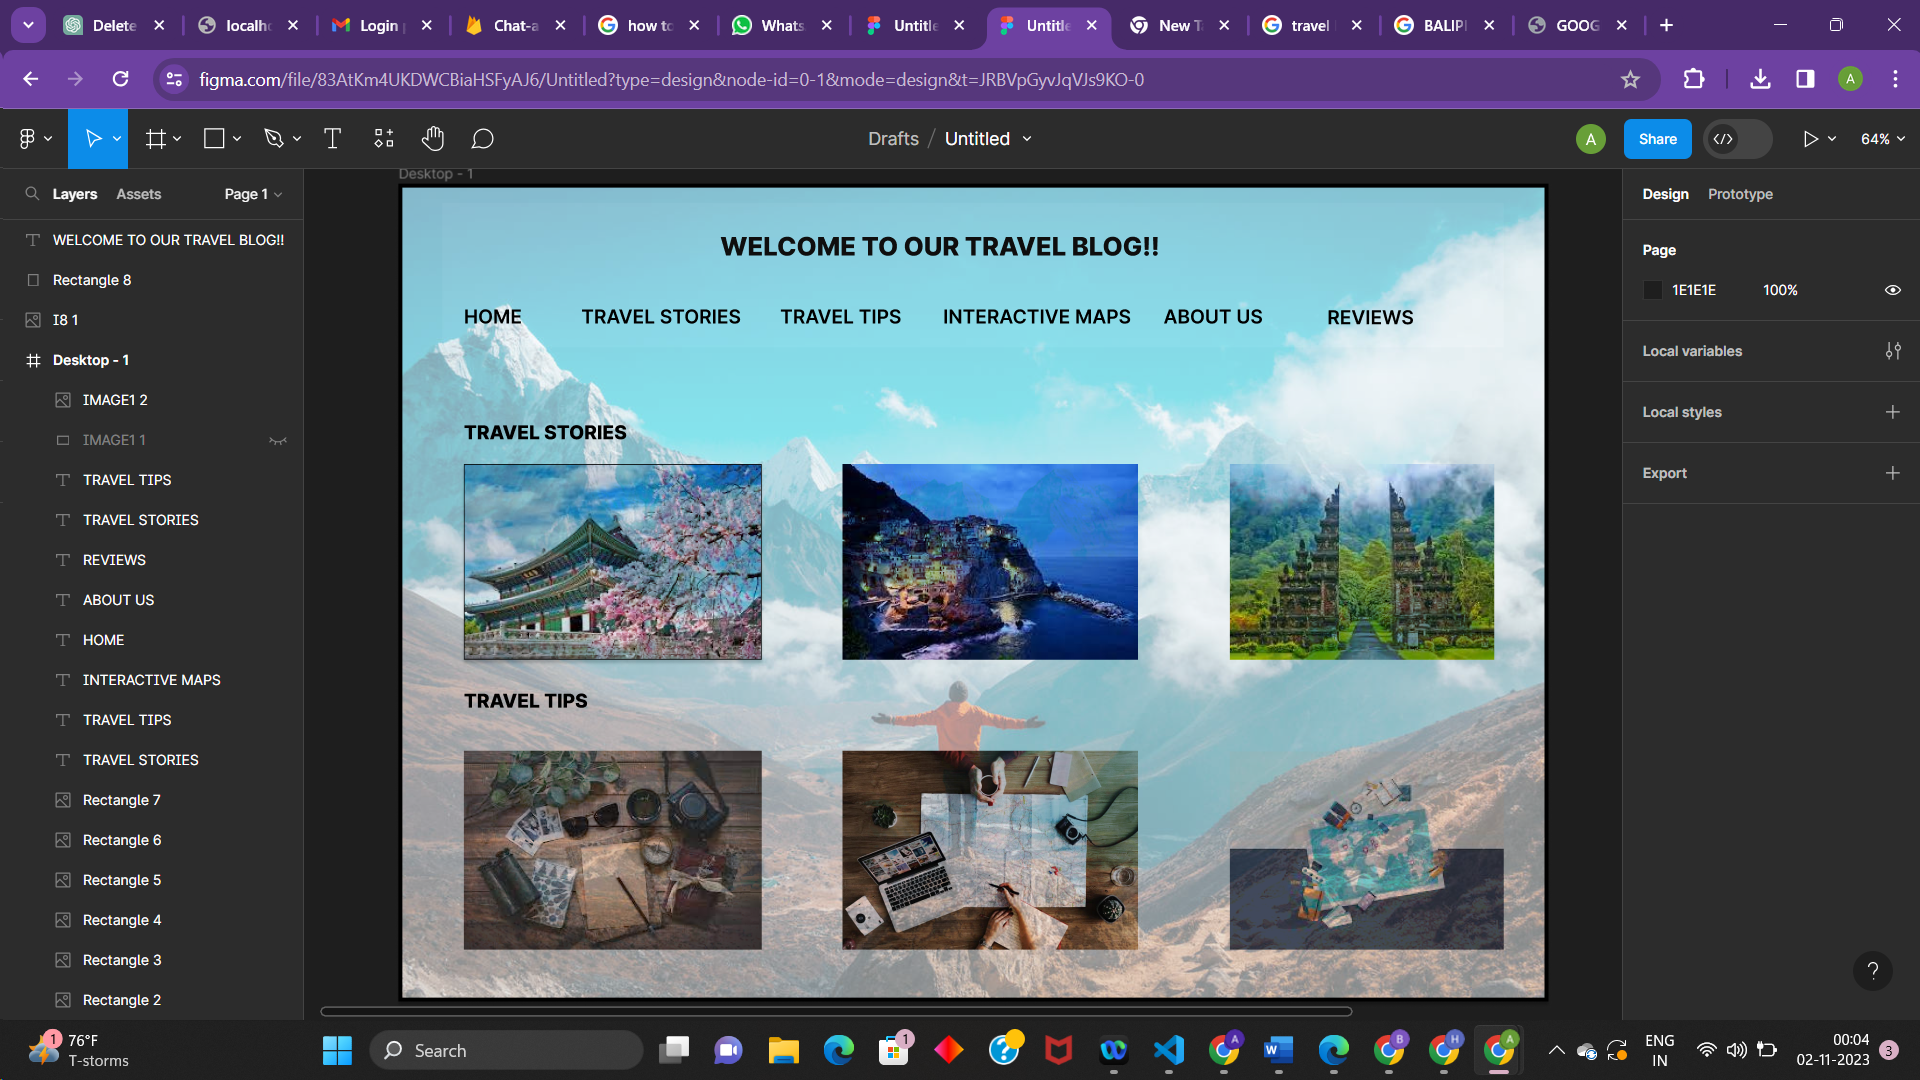 Delete
localh
Login
Chat-a
how to
Whats
Untitle
Untitle
New T
travel
BALIPI
GOOG
figma.com/file/83AtKm4UKDWCBiaHSFyAJ6/Untitled?type=design&node-id=0-1&mode=design&t=JRBVpGyvJqVJs9KO-0
A
Drafts / Untitled
A
Share
64%
Layers
Assets
Page 1
WELCOME TO OUR TRAVEL BLOG!!
Rectangle 8
I8 1
Desktop - 1
IMAGE1 2
IMAGE1 1
TRAVEL TIPS
TRAVEL STORIES
REVIEWS
ABOUT US
HOME
INTERACTIVE MAPS
TRAVEL TIPS
TRAVEL STORIES
Rectangle 7
Rectangle 6
Rectangle 5
Rectangle 4
Rectangle 3
Rectangle 2
Desktop - 1
WELCOME TO OUR TRAVEL BLOG!!
HOME
TRAVEL STORIES
TRAVEL TIPS
INTERACTIVE MAPS
ABOUT US
REVIEWS
TRAVEL STORIES
TRAVEL TIPS
Design
Prototype
Page
1E1E1E
100%
Local variables
Local styles
Export
?
1
76°F
T-storms
Search
1
A
W
B
H
A
ENG
IN
00:04
02-11-2023
3